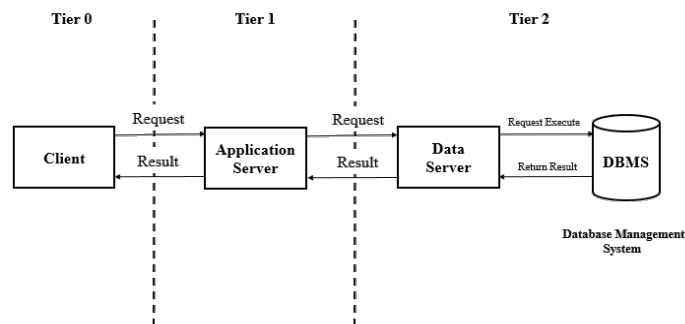 Tier 0
Tier 1
Tier 2
Request
Request
Request Execute
Client
Application
Server
Data
Server
DBMS
Result
Result
Return Result
Database Management
System